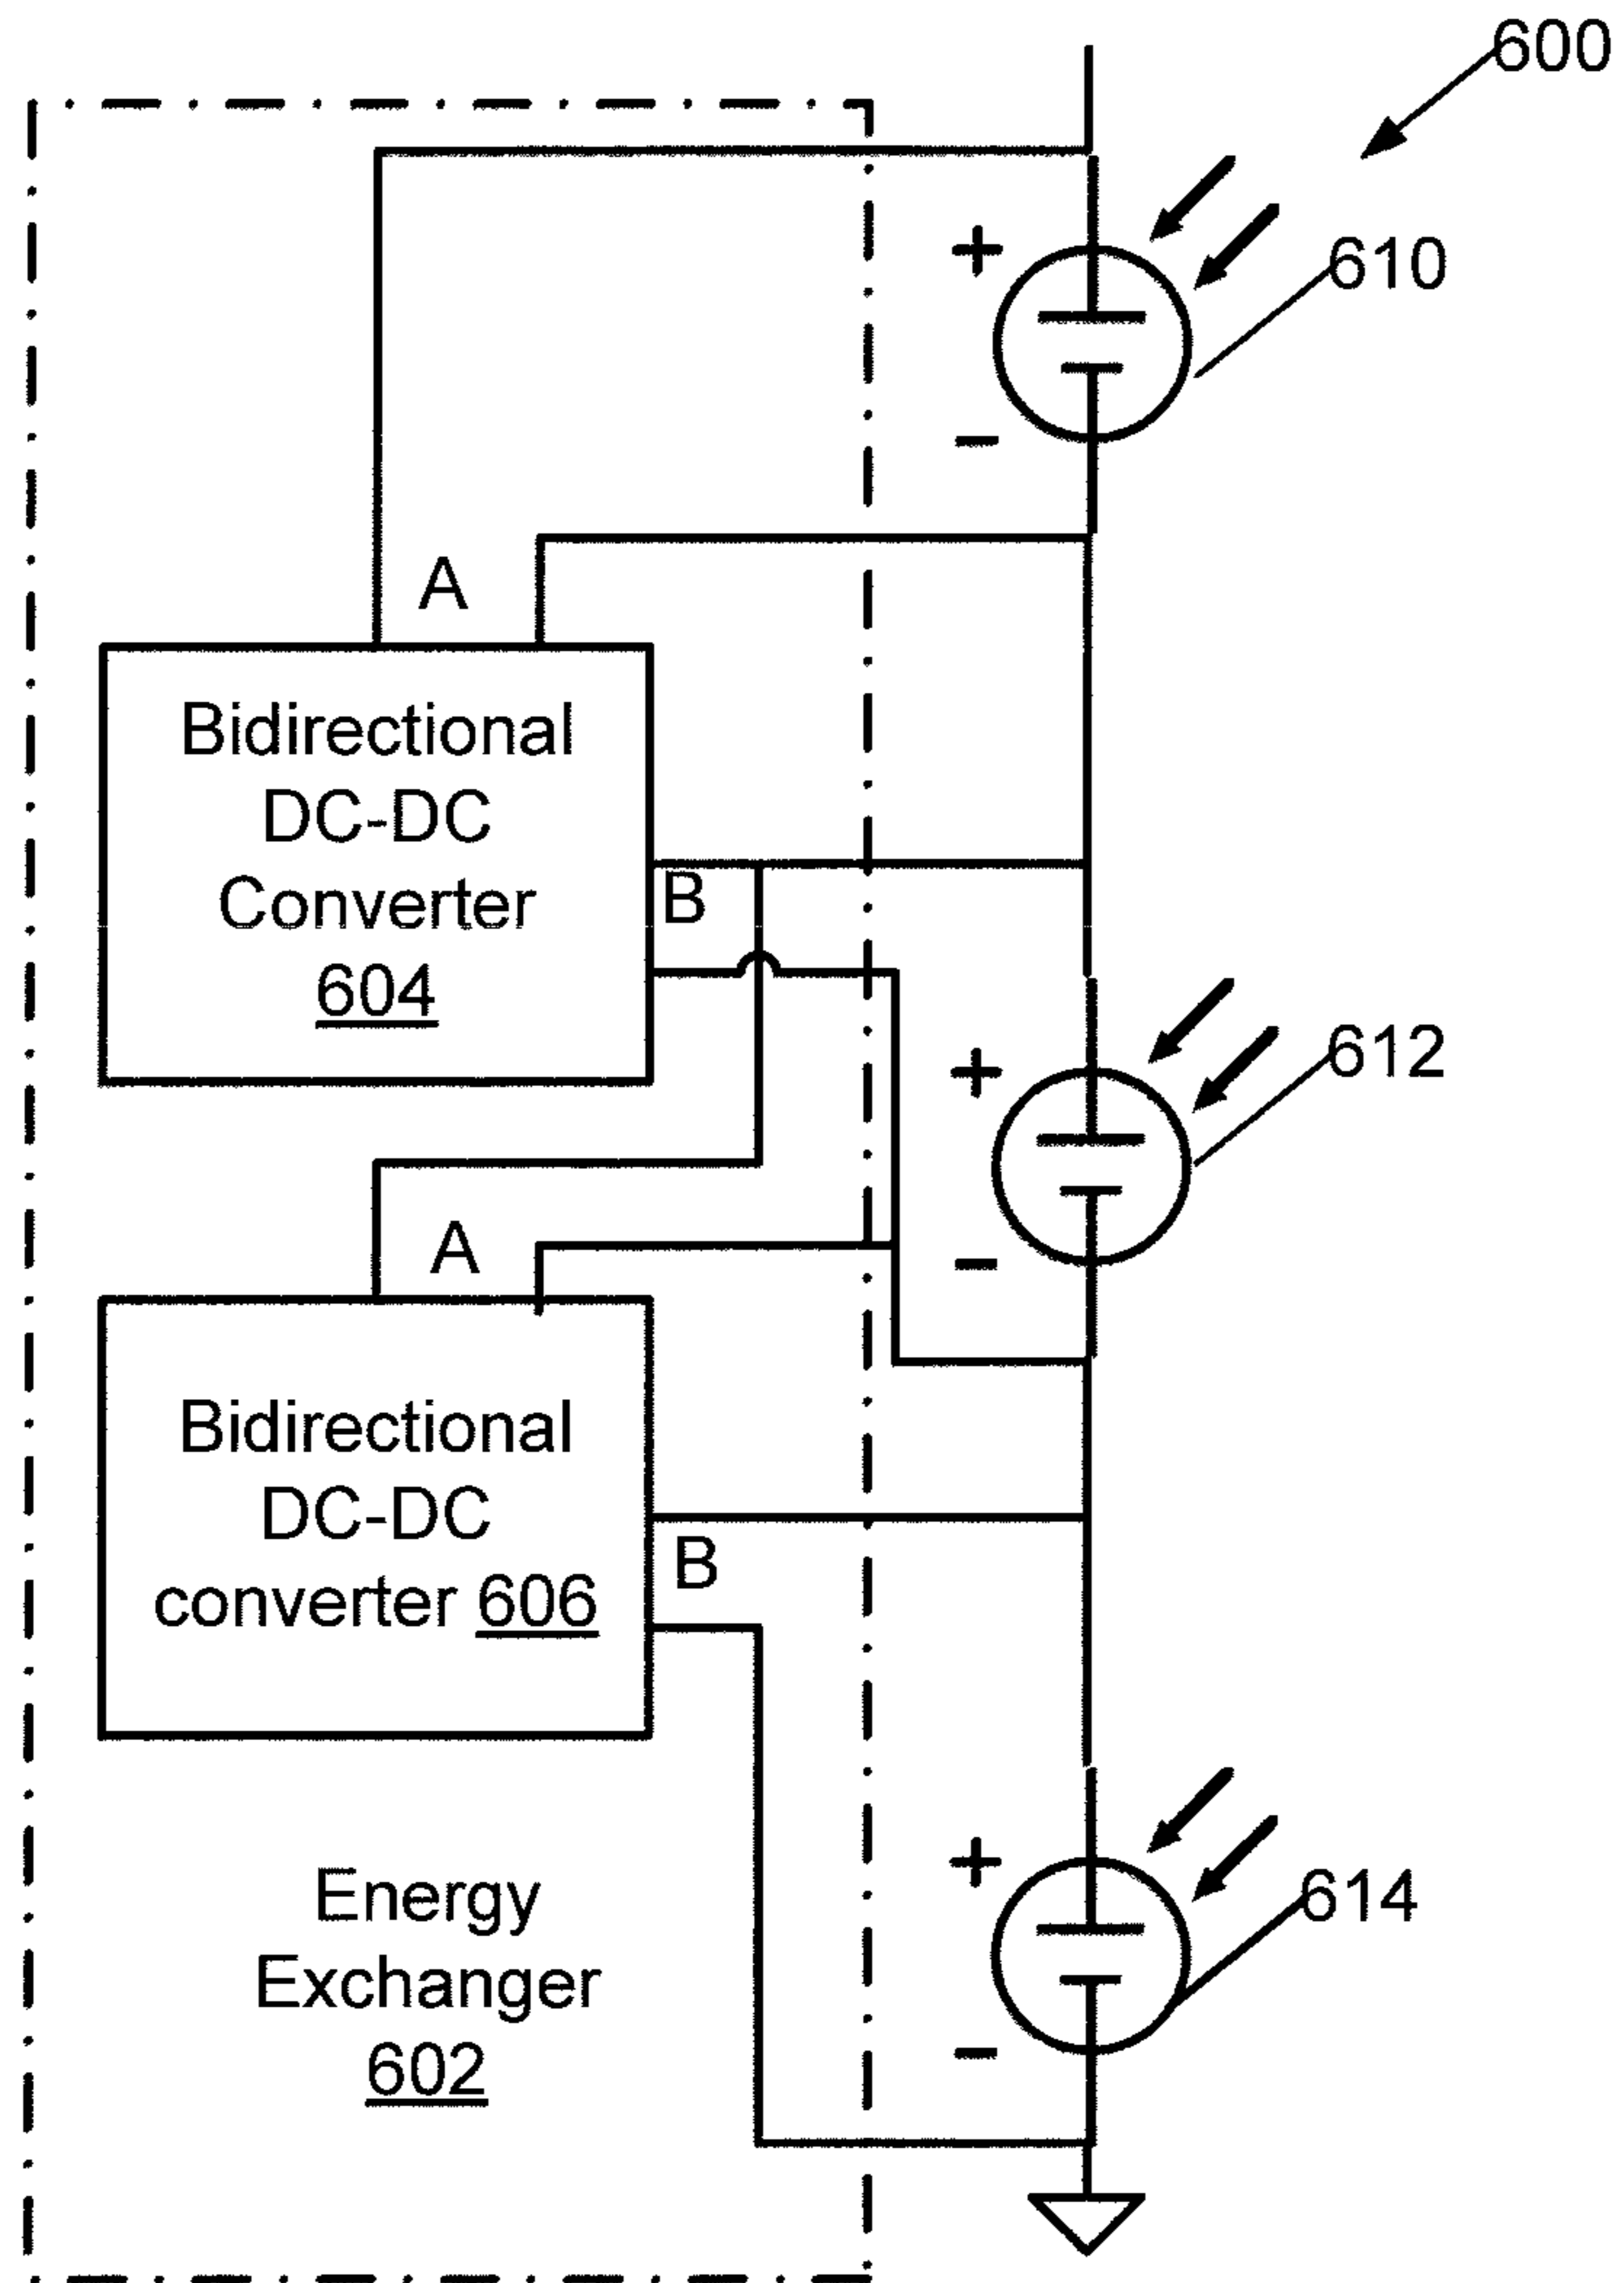 600
+
610
−
A
Bidirectional
DC-DC
Converter
604
B
+
612
−
A
Bidirectional
DC-DC
converter 606
B
+
614
−
Energy
Exchanger
602